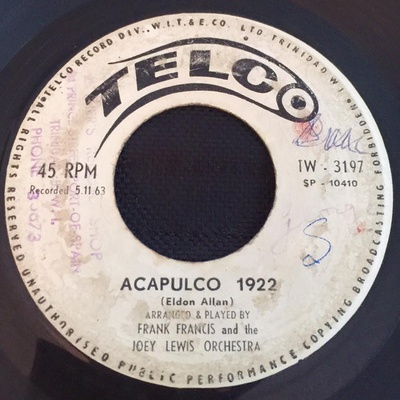 TELCO RECORD DIV., W.I.T. & E. CO. LTD TRINIDAD W.I.
ALL RIGHTS RESERVED UNAUTHORISED PUBLIC PERFORMANCE COPYING BROADCASTING FORBIDDEN
TELCO
45 RPM
Recorded 5.11.63
TW - 3197
SP - 10410
ACAPULCO 1922
(Eldon Allan)
ARRANGED & PLAYED BY
FRANK FRANCIS and the
JOEY LEWIS ORCHESTRA
S